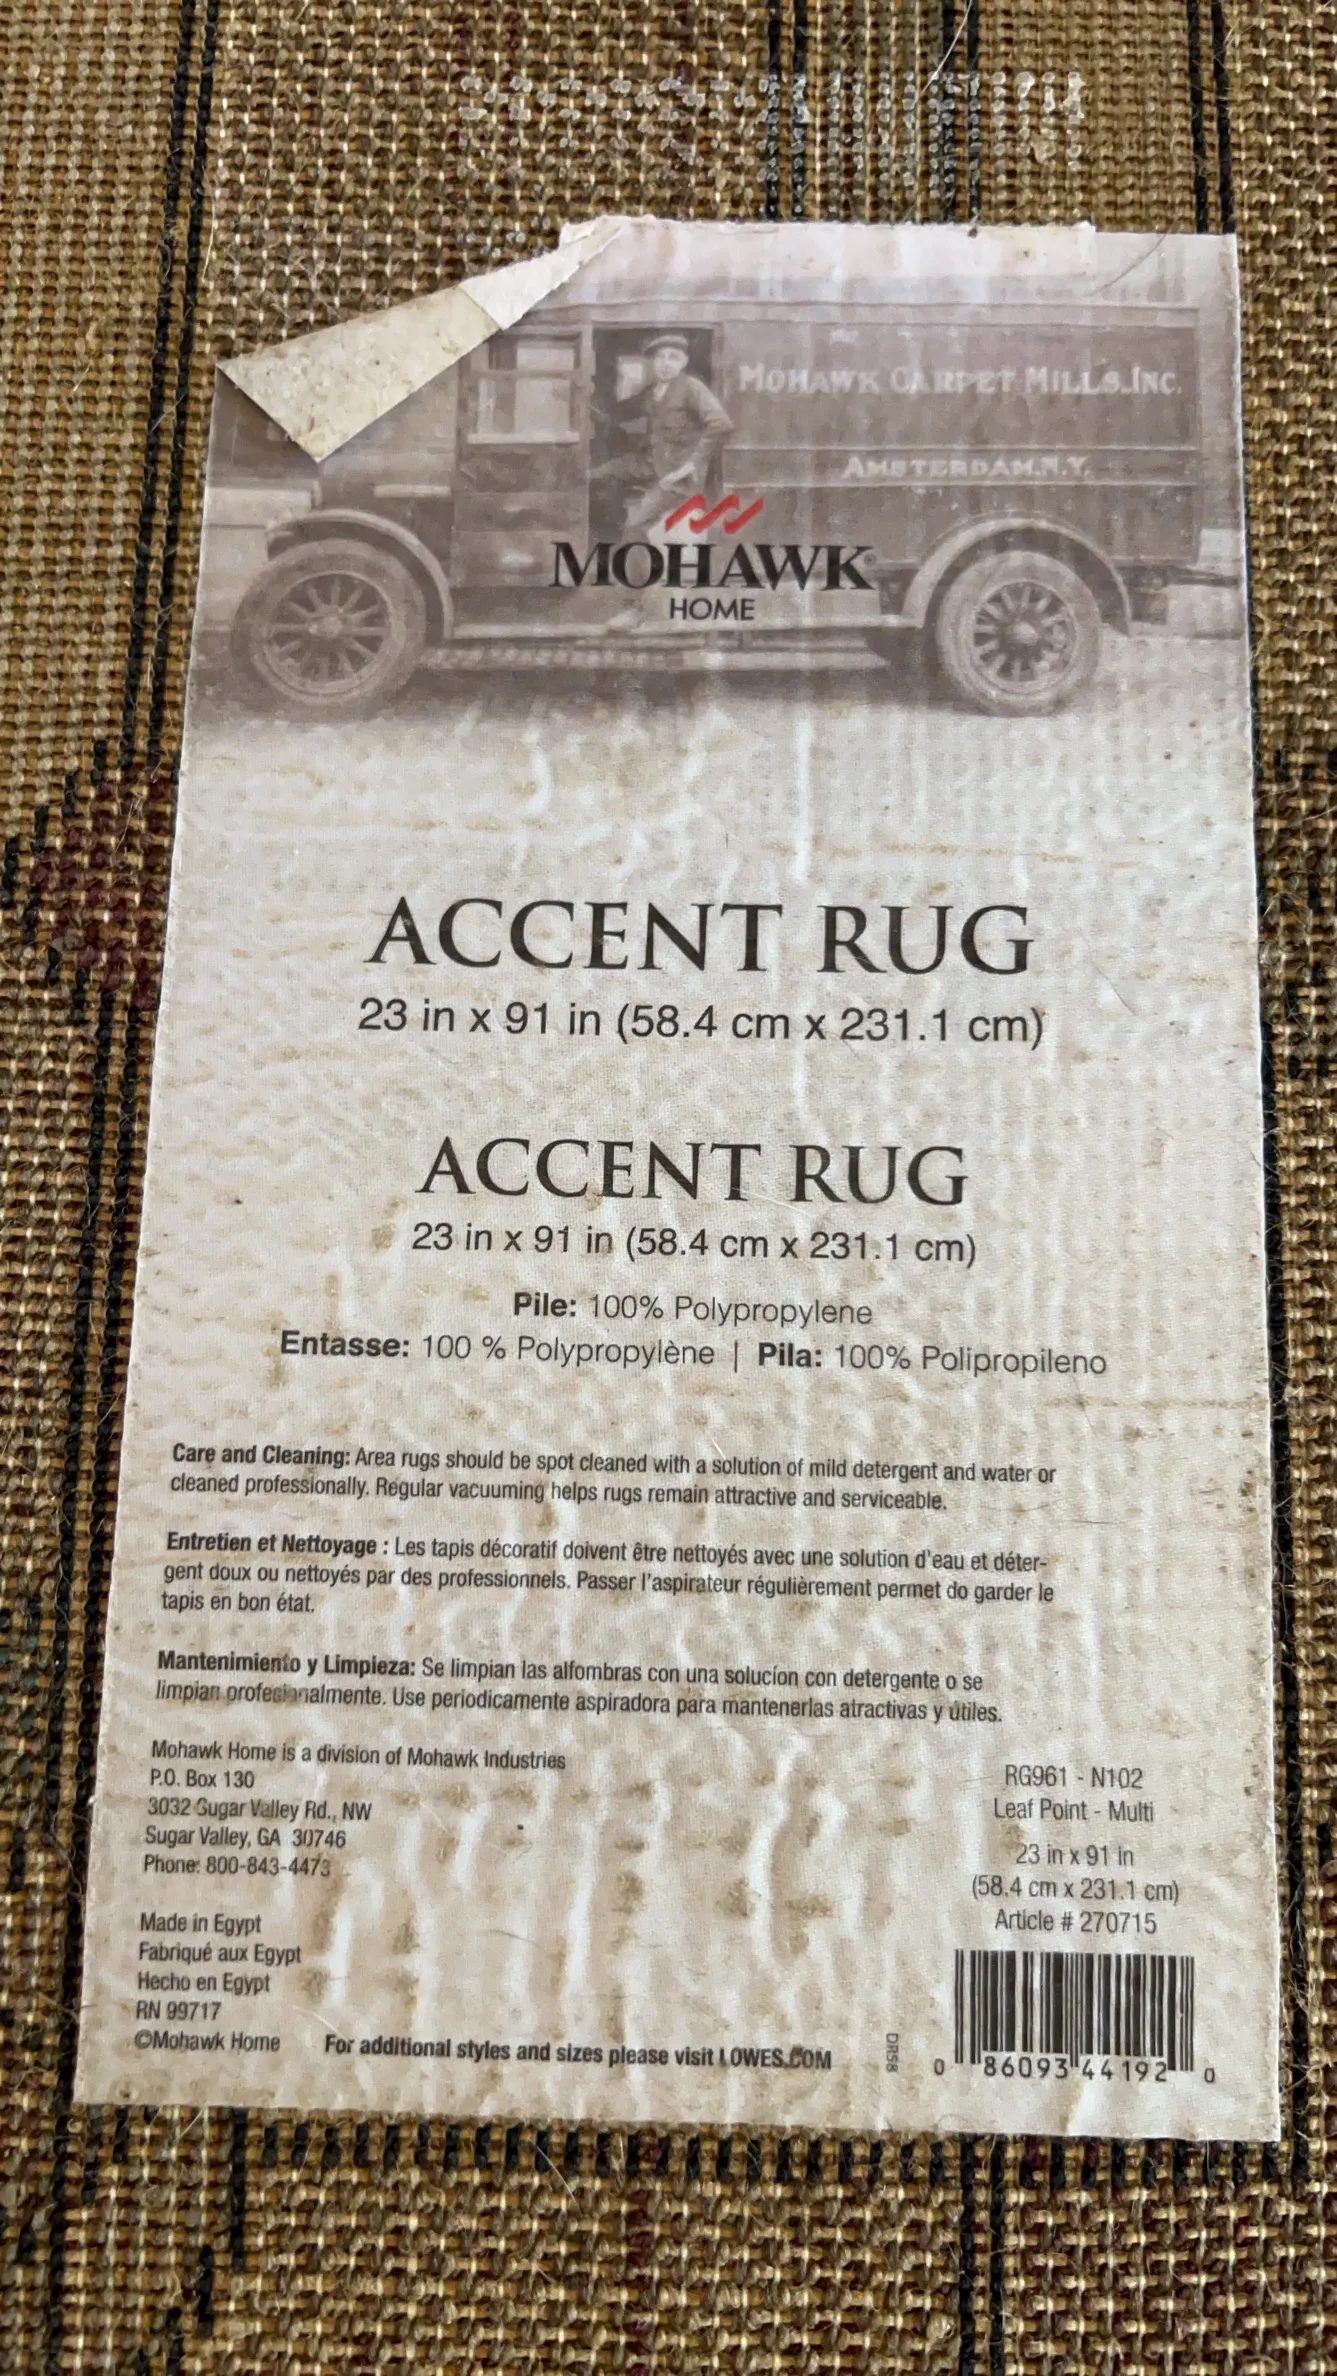 MOHAWK CARPET MILLS.INC.
AMSTERDAM.N.Y.
MOHAWK
HOME
ACCENT RUG
23 in x 91 in (58.4 cm x 231.1 cm)
ACCENT RUG
23 in x 91 in (58.4 cm x 231.1 cm)
Pile: 100% Polypropylene
Entasse: 100 % Polypropylène | Pila: 100% Polipropileno
Care and Cleaning: Area rugs should be spot cleaned with a solution of mild detergent and water or
cleaned professionally. Regular vacuuming helps rugs remain attractive and serviceable.
Entretien et Nettoyage : Les tapis décoratif doivent être nettoyés avec une solution d'eau et déter-
gent doux ou nettoyés par des professionnels. Passer l'aspirateur régulièrement permet de garder le
tapis en bon état.
Mantenimiento y Limpieza: Se limpian las alfombras con una solucíon con detergente o se
limpian profesionalmente. Use periodicamente aspiradora para mantenerlas atractivas y útiles.
Mohawk Home is a division of Mohawk Industries
P.O. Box 130
3032 Sugar Valley Rd., NW
Sugar Valley, GA 30746
Phone: 800-843-4473
Made in Egypt
Fabriqué aux Egypt
Hecho en Egypt
RN 99717
©Mohawk Home
For additional styles and sizes please visit LOWES.COM
RG961 - N102
Leaf Point - Multi
23 in x 91 in
(58.4 cm x 231.1 cm)
Article # 270715
DR58
0 86093 44192 0